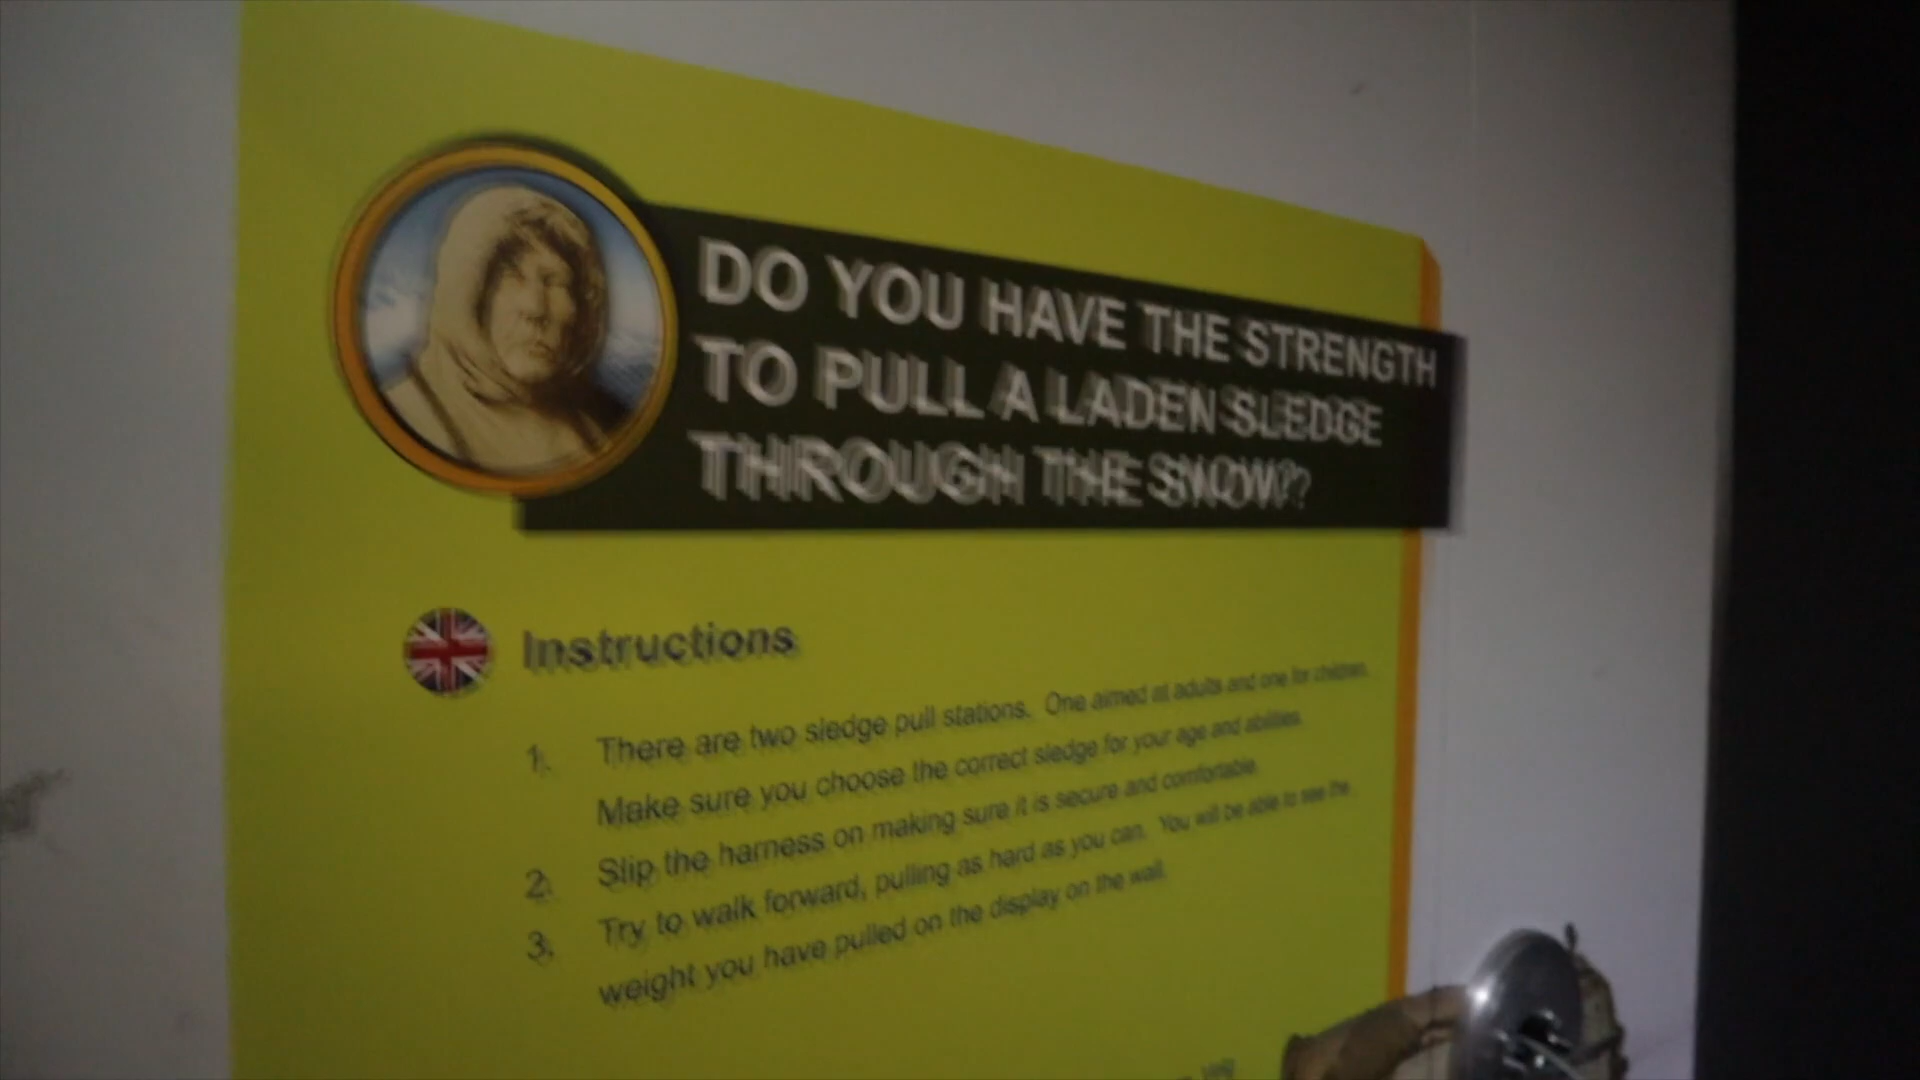 DO YOU HAVE THE STRENGTH
TO PULL A LADEN SLEDGE
THROUGH THE SNOW?
Instructions
1. There are two sledge pull stations. One aimed at adults and one for children.
Make sure you choose the correct sledge for your age and abilities.
2. Slip the harness on making sure it is secure and comfortable.
3. Try to walk forward, pulling as hard as you can. You will be able to see the
weight you have pulled on the display on the wall.